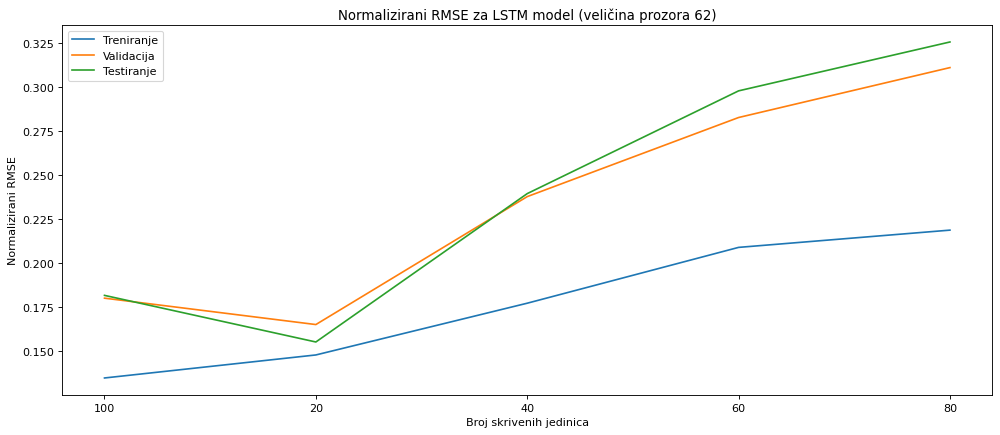 Normalizirani RMSE za LSTM model (veličina prozora 62)
Treniranje
Validacija
Testiranje
Normalizirani RMSE
0.325
0.300
0.275
0.250
0.225
0.200
0.175
0.150
100 20 40 60 80
Broj skrivenih jedinica